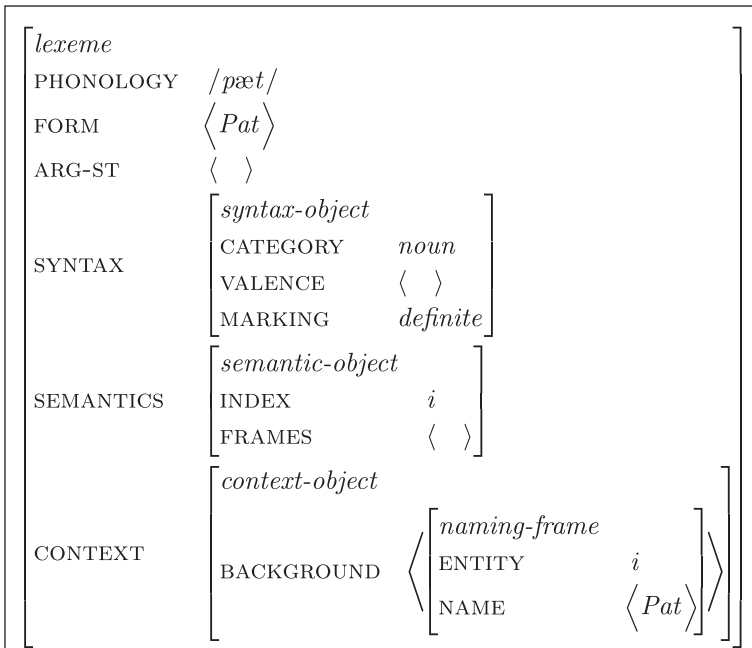 lexeme
PHONOLOGY /pæt/
FORM ⟨Pat⟩
ARG-ST ⟨ ⟩
syntax-object
CATEGORY noun
SYNTAX
VALENCE ⟨ ⟩
MARKING definite
semantic-object
SEMANTICS INDEX i
FRAMES ⟨ ⟩
context-object
naming-frame
CONTEXT
ENTITY i
BACKGROUND
NAME ⟨Pat⟩